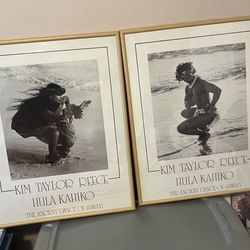 KIM TAYLOR REECE
HULA KAHIKO
THE ANCIENT DANCE OF HAWAII
KIM TAYLOR REECE
HULA KAHIKO
THE ANCIENT DANCE OF HAWAII